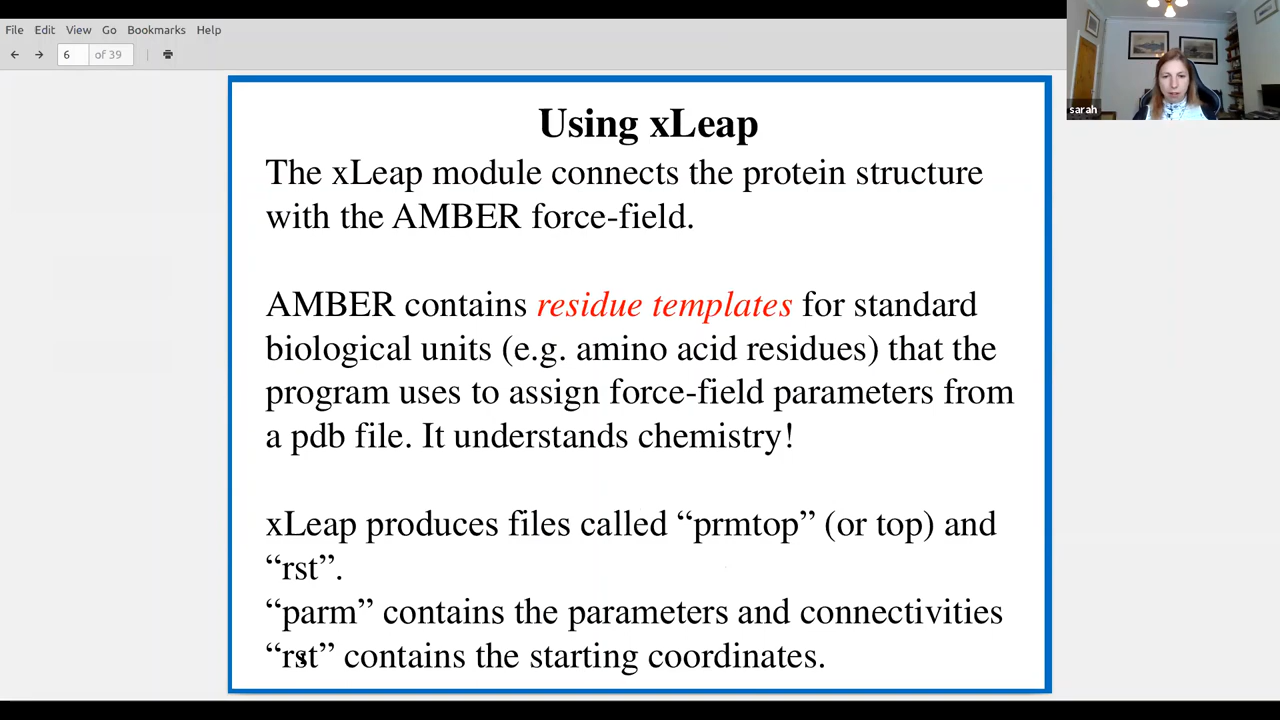 File Edit View Go Bookmarks Help
6 of 39
sarah
Using xLeap
The xLeap module connects the protein structure
with the AMBER force-field.
AMBER contains residue templates for standard
biological units (e.g. amino acid residues) that the
program uses to assign force-field parameters from
a pdb file. It understands chemistry!
xLeap produces files called “prmtop” (or top) and
“rst”.
“parm” contains the parameters and connectivities
“rst” contains the starting coordinates.